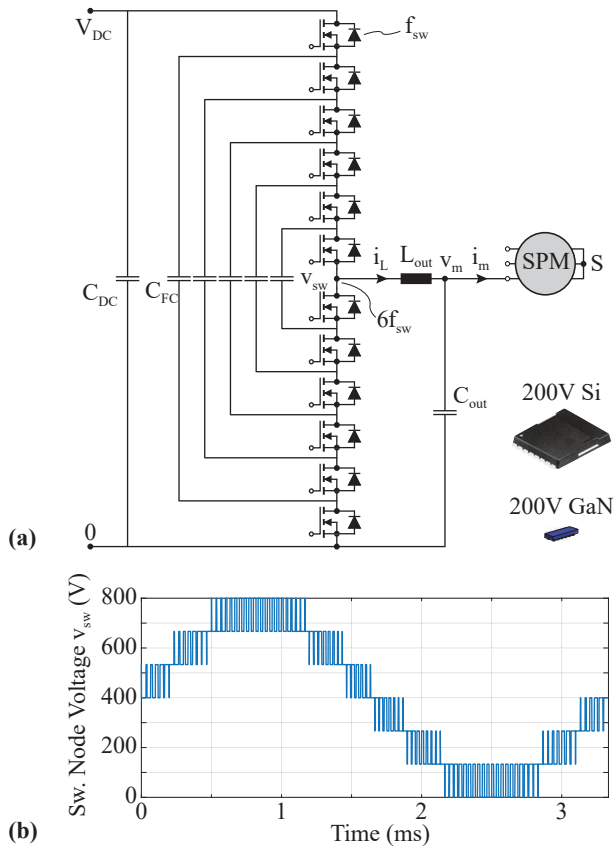 V_DC
f_sw
C_DC
C_FC
v_sw
i_L
L_out
v_m
i_m
SPM
S
6f_sw
C_out
200V Si
200V GaN
0
(a)
Sw. Node Voltage v_sw (V)
800
600
400
200
0
0
1
2
3
Time (ms)
(b)